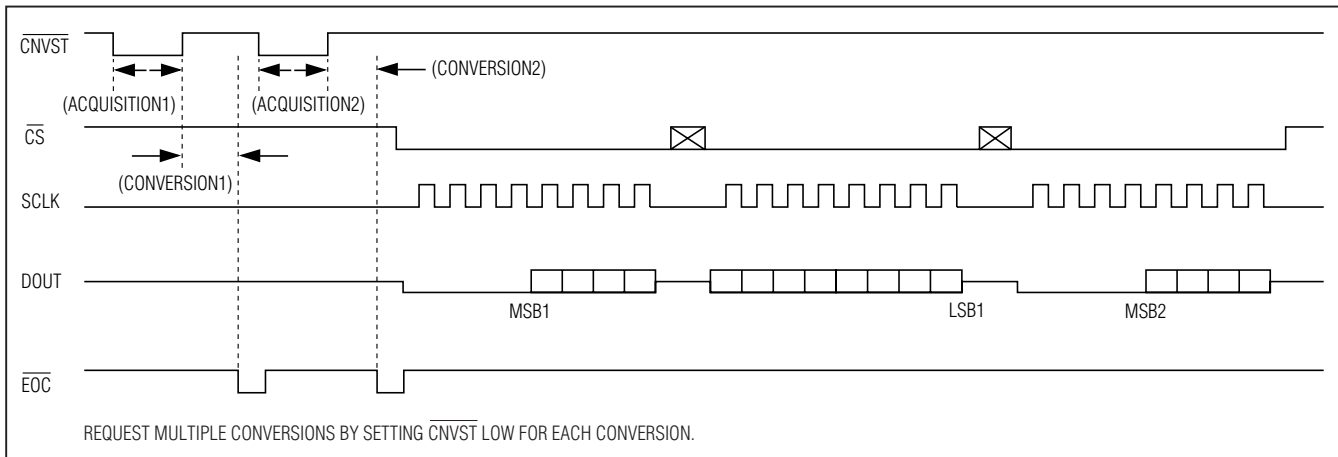 CNVST
(CONVERSION2)
(ACQUISITION1)
(ACQUISITION2)
CS
(CONVERSION1)
SCLK
DOUT
MSB1
LSB1
MSB2
EOC
REQUEST MULTIPLE CONVERSIONS BY SETTING CNVST LOW FOR EACH CONVERSION.